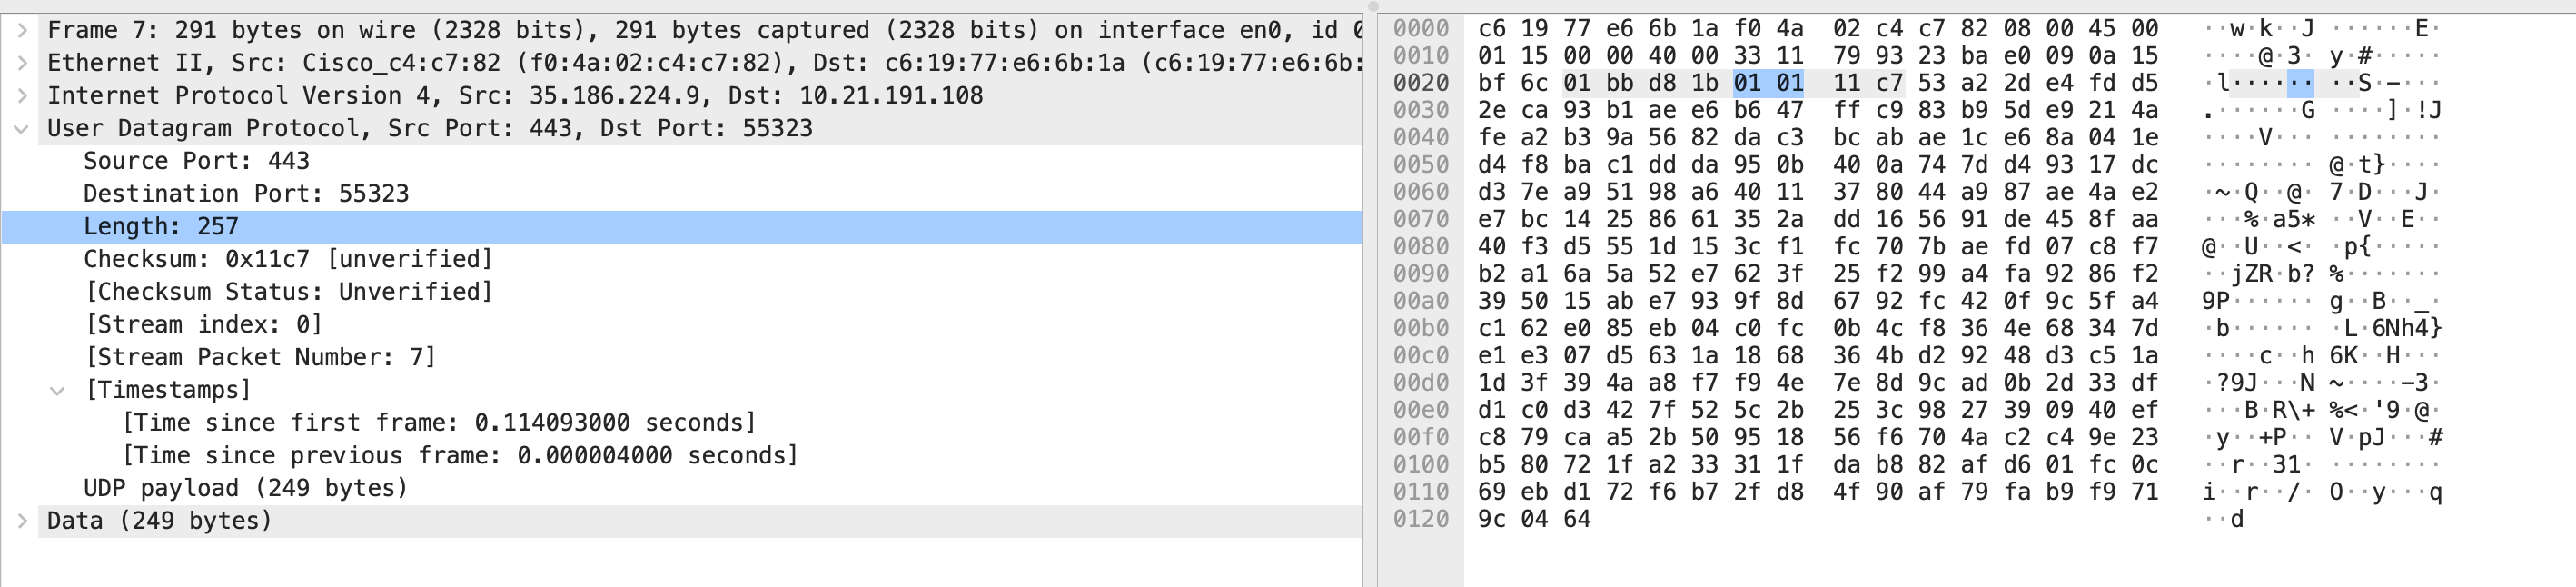 Frame 7: 291 bytes on wire (2328 bits), 291 bytes captured (2328 bits) on interface en0, id 0
Ethernet II, Src: Cisco_c4:c7:82 (f0:4a:02:c4:c7:82), Dst: c6:19:77:e6:6b:1a (c6:19:77:e6:6b:
Internet Protocol Version 4, Src: 35.186.224.9, Dst: 10.21.191.108
User Datagram Protocol, Src Port: 443, Dst Port: 55323
Source Port: 443
Destination Port: 55323
Length: 257
Checksum: 0x11c7 [unverified]
[Checksum Status: Unverified]
[Stream index: 0]
[Stream Packet Number: 7]
[Timestamps]
[Time since first frame: 0.114093000 seconds]
[Time since previous frame: 0.000004000 seconds]
UDP payload (249 bytes)
Data (249 bytes)
0000 c6 19 77 e6 6b 1a f0 4a 02 c4 c7 82 08 00 45 00 ··w·k··J ······E·
0010 01 15 00 00 40 00 33 11 79 93 23 ba e0 09 0a 15 ····@·3· y·#·····
0020 bf 6c 01 bb d8 1b 01 01 11 c7 53 a2 2d e4 fd d5 ·l······ ··S·-···
0030 2e ca 93 b1 ae e6 b6 47 ff c9 83 b9 5d e9 21 4a .······G ····]·!J
0040 fe a2 b3 9a 56 82 da c3 bc ab ae 1c e6 8a 04 1e ····V··· ········
0050 d4 f8 ba c1 dd da 95 0b 40 0a 74 7d d4 93 17 dc ········ @·t}····
0060 d3 7e a9 51 98 a6 40 11 37 80 44 a9 87 ae 4a e2 ·~·Q··@· 7·D···J·
0070 e7 bc 14 25 86 61 35 2a dd 16 56 91 de 45 8f aa ···%·a5* ··V··E··
0080 40 f3 d5 55 1d 15 3c f1 fc 70 7b ae fd 07 c8 f7 @··U··<· ·p{·····
0090 b2 a1 6a 5a 52 e7 62 3f 25 f2 99 a4 fa 92 86 f2 ··jZR·b? %·······
00a0 39 50 15 ab e7 93 9f 8d 67 92 fc 42 0f 9c 5f a4 9P······ g··B··_·
00b0 c1 62 e0 85 eb 04 c0 fc 0b 4c f8 36 4e 68 34 7d ·b······ ·L·6Nh4}
00c0 e1 e3 07 d5 63 1a 18 68 36 4b d2 92 48 d3 c5 1a ····c··h 6K··H···
00d0 1d 3f 39 4a a8 f7 f9 4e 7e 8d 9c ad 0b 2d 33 df ·?9J···N ~····-3·
00e0 d1 c0 d3 42 7f 52 5c 2b 25 3c 98 27 39 09 40 ef ···B·R\+ %<·'9·@·
00f0 c8 79 ca a5 2b 50 95 18 56 f6 70 4a c2 c4 9e 23 ·y··+P·· V·pJ···#
0100 b5 80 72 1f a2 33 31 1f da b8 82 af d6 01 fc 0c ··r··31· ········
0110 69 eb d1 72 f6 b7 2f d8 4f 90 af 79 fa b9 f9 71 i··r··/· O··y···q
0120 9c 04 64 ··d